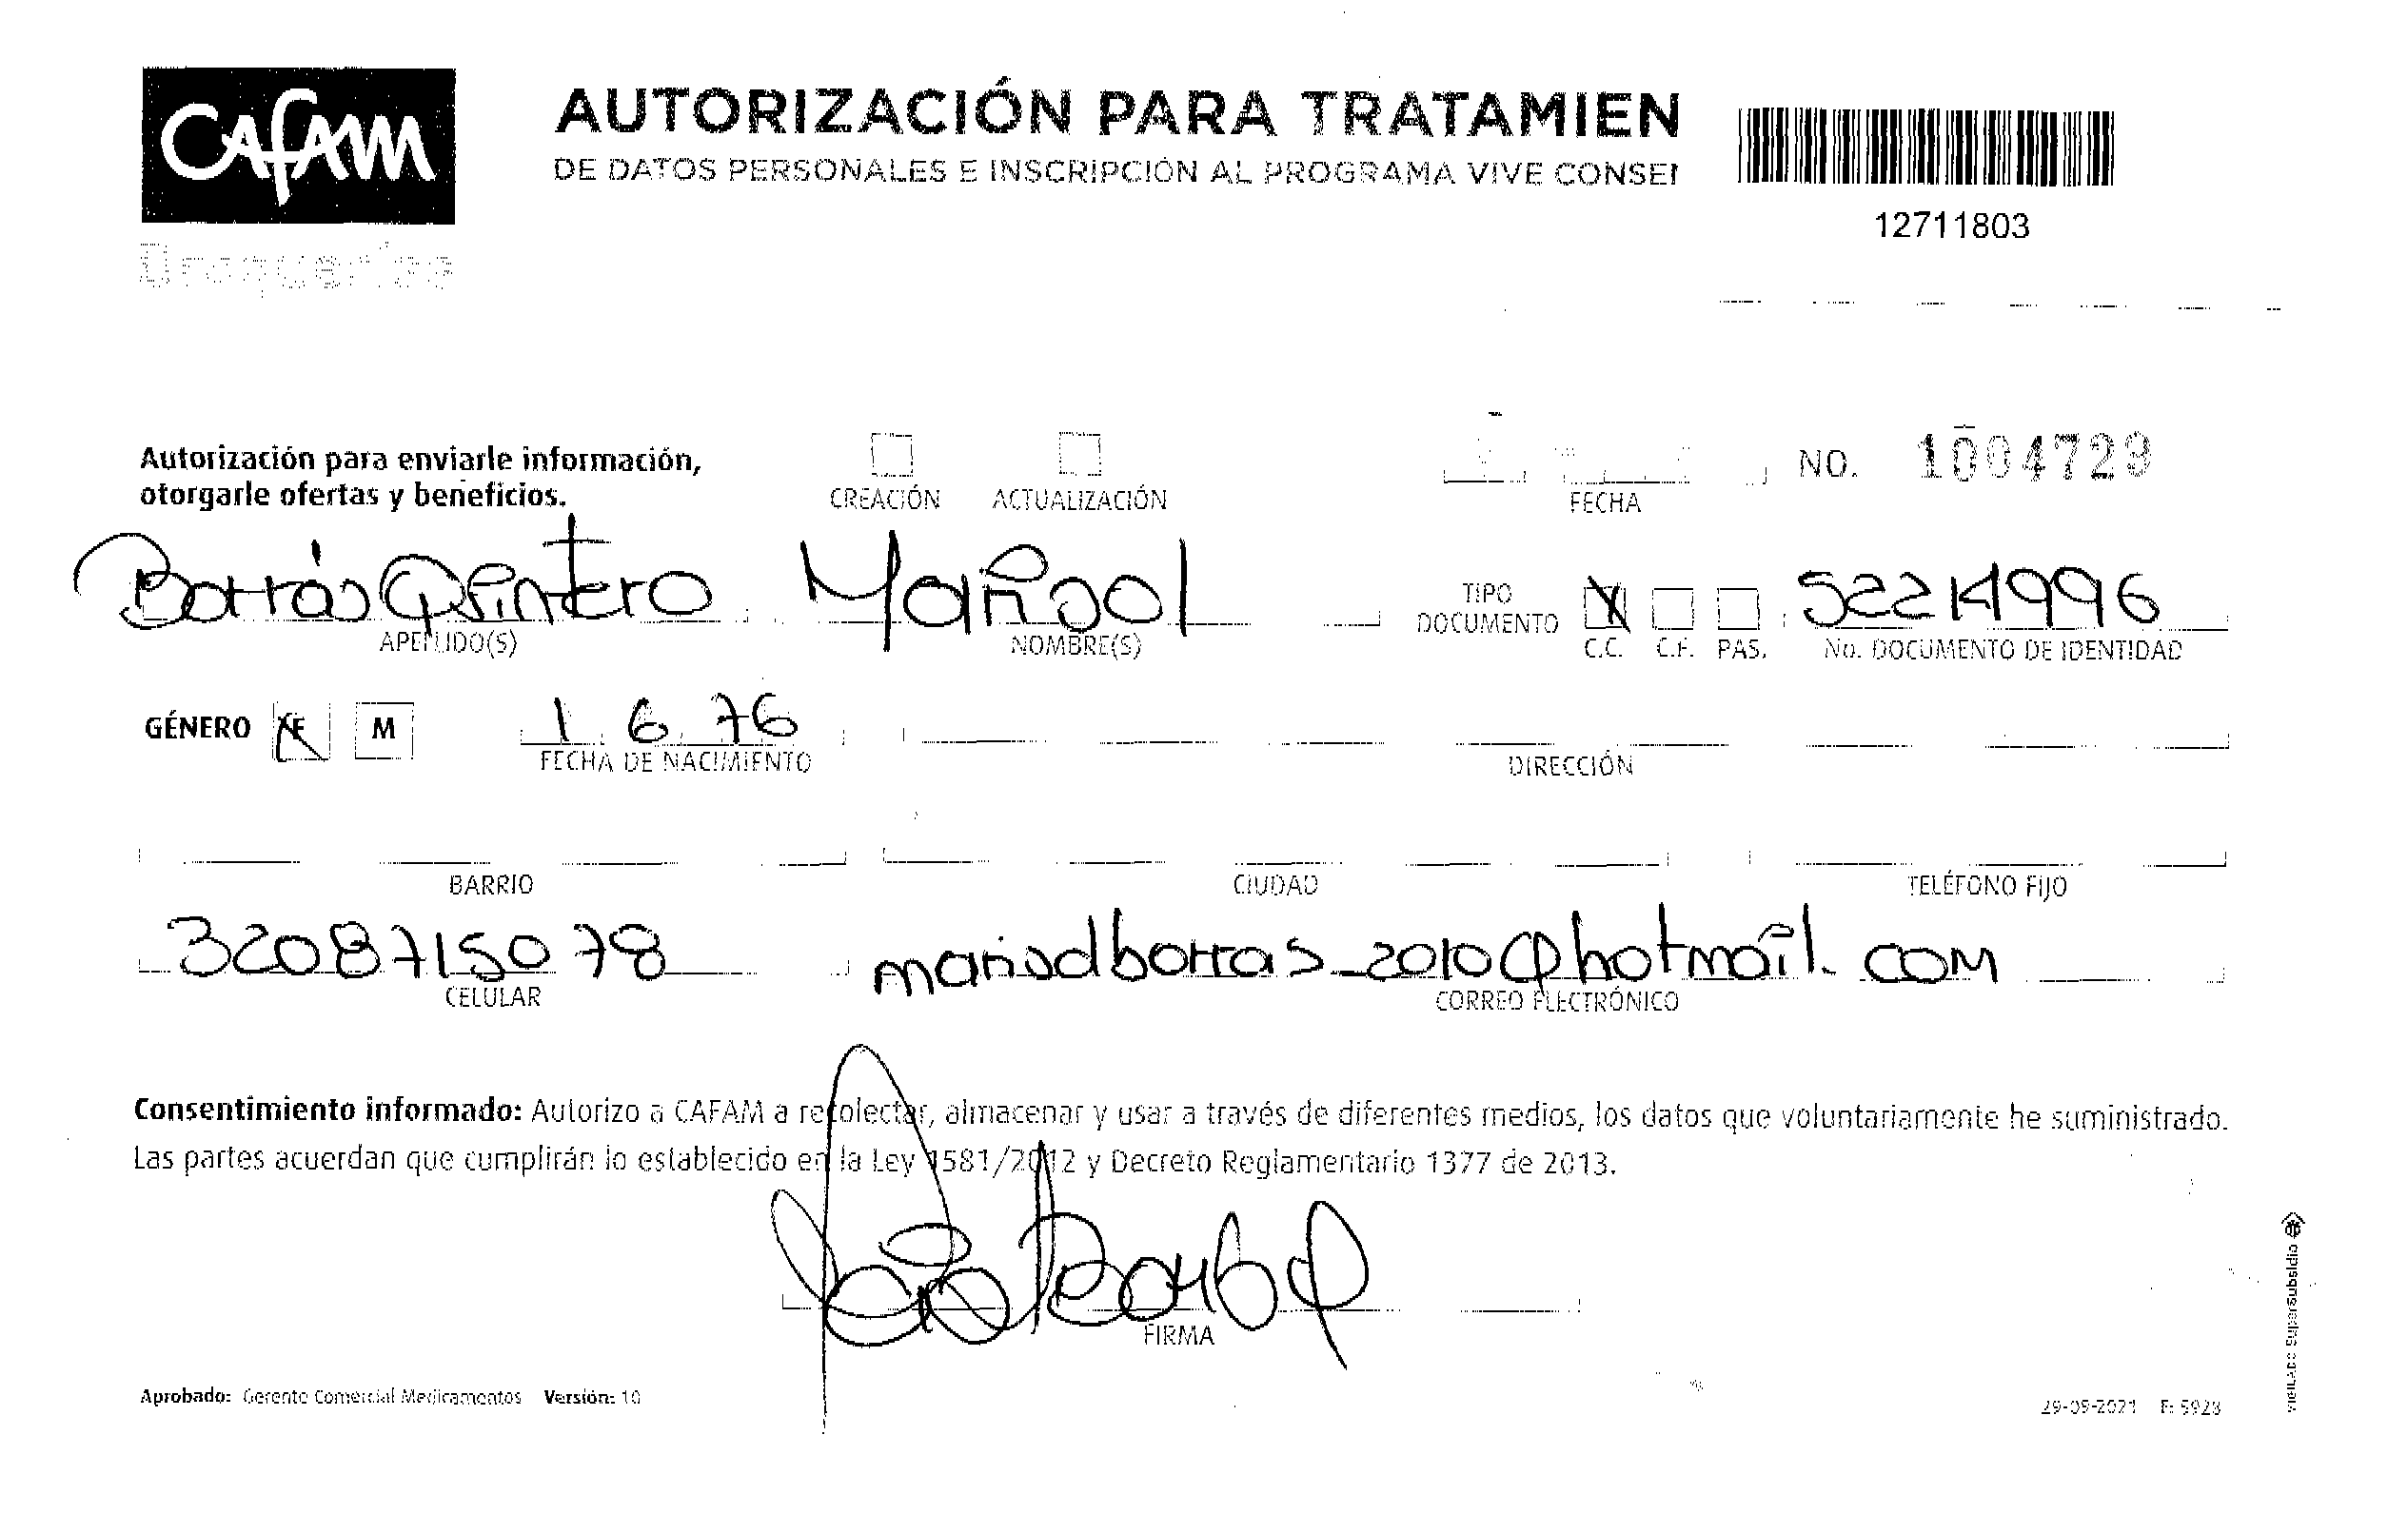 CAFAM
Droguerías
AUTORIZACIÓN PARA TRATAMIEN
DE DATOS PERSONALES E INSCRIPCIÓN AL PROGRAMA VIVE CONSEI
12711803
Autorización para enviarle información,
otorgarle ofertas y beneficios.
CREACIÓN ACTUALIZACIÓN
FECHA
NO. 1004729
Borrás Quintero Marisol
APELLIDO(S) NOMBRE(S)
TIPO
DOCUMENTO
X
C.C. C.E. PAS.
52214996
No. DOCUMENTO DE IDENTIDAD
GÉNERO X F M
1 6 76
FECHA DE NACIMIENTO
DIRECCIÓN
BARRIO CIUDAD TELÉFONO FIJO
3208715078 marisolborras_2010@hotmail.com
CELULAR CORREO ELECTRÓNICO
Consentimiento informado: Autorizo a CAFAM a recolectar, almacenar y usar a través de diferentes medios, los datos que voluntariamente he suministrado.
Las partes acuerdan que cumplirán lo establecido en la Ley 1581/2012 y Decreto Reglamentario 1377 de 2013.
FIRMA
Aprobado: Gerente Comercial Medicamentos Versión: 10
29-09-2021 F: 5928
VIGILADO Supersubsidio